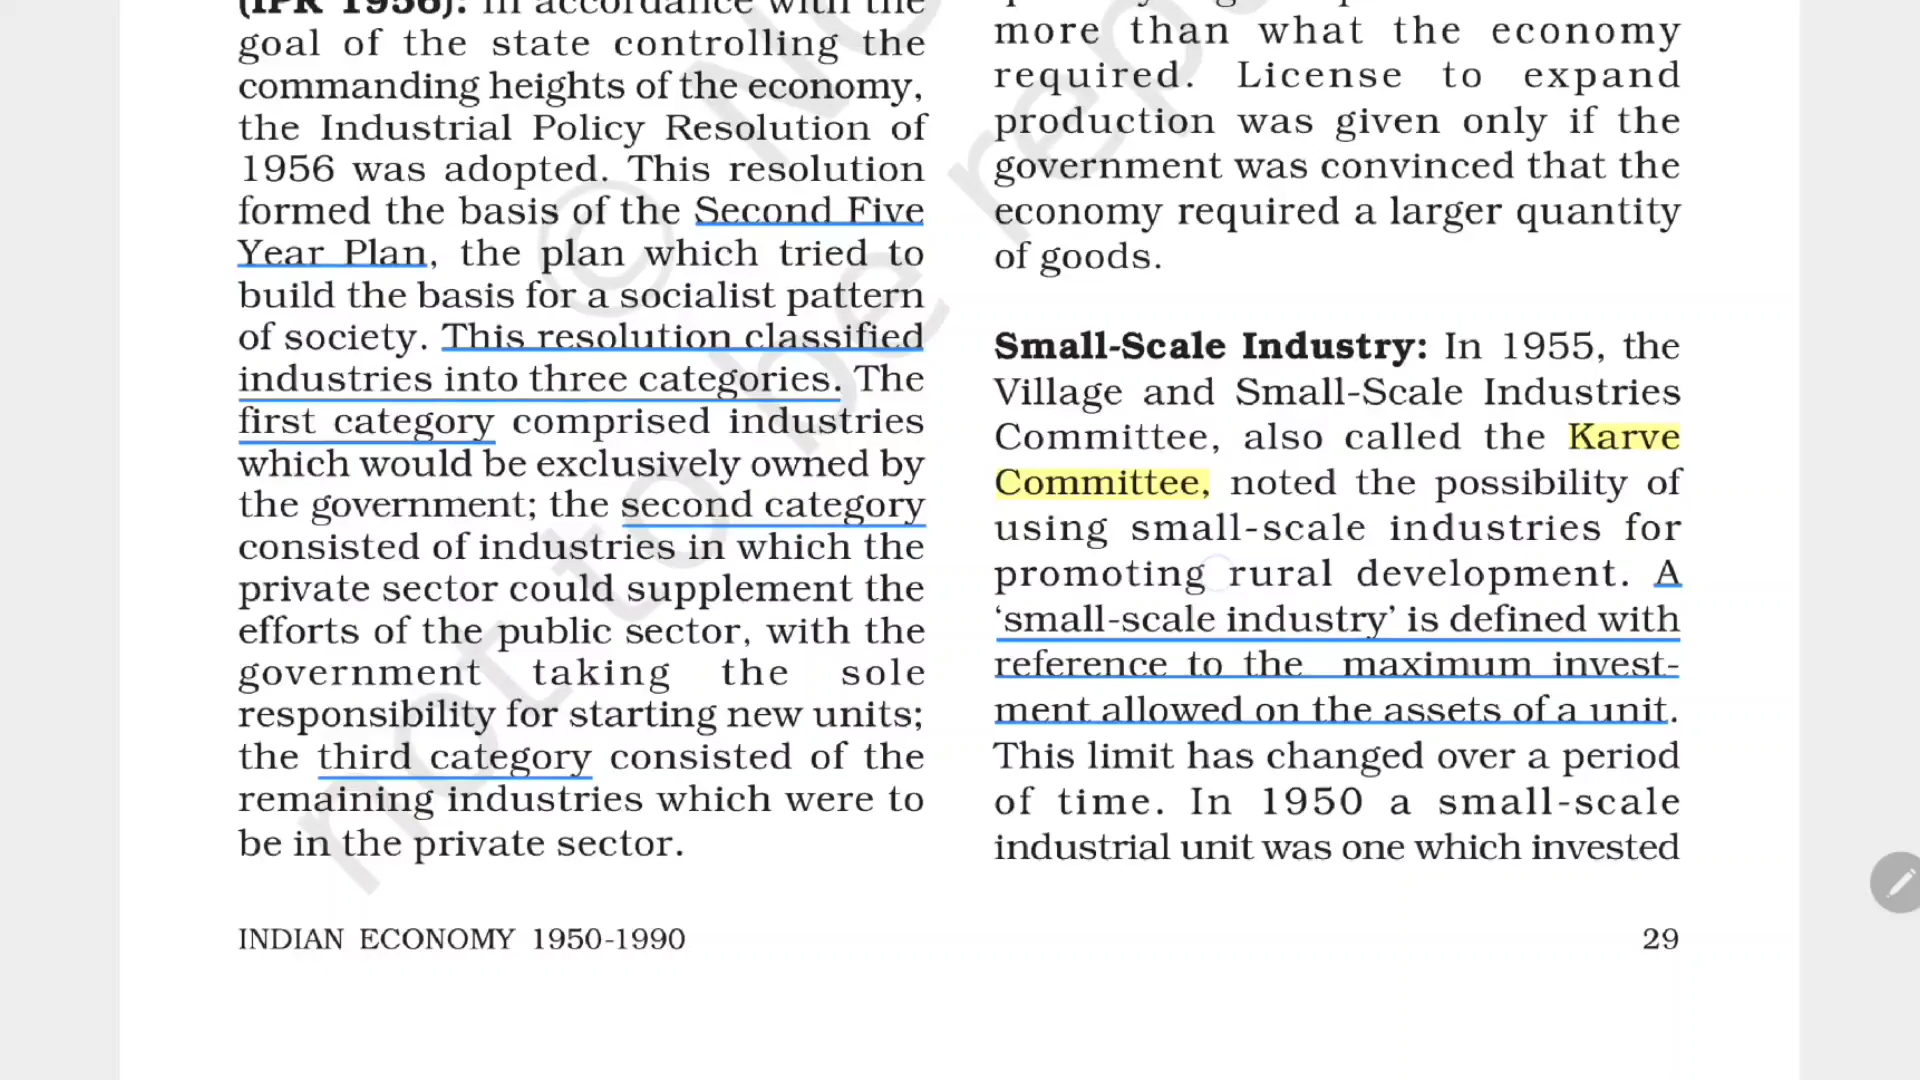 (IPR 1956): In accordance with the
goal of the state controlling the
commanding heights of the economy,
the Industrial Policy Resolution of
1956 was adopted. This resolution
formed the basis of the Second Five
Year Plan, the plan which tried to
build the basis for a socialist pattern
of society. This resolution classified
industries into three categories. The
first category comprised industries
which would be exclusively owned by
the government; the second category
consisted of industries in which the
private sector could supplement the
efforts of the public sector, with the
government taking the sole
responsibility for starting new units;
the third category consisted of the
remaining industries which were to
be in the private sector.
more than what the economy
required. License to expand
production was given only if the
government was convinced that the
economy required a larger quantity
of goods.
Small-Scale Industry: In 1955, the
Village and Small-Scale Industries
Committee, also called the Karve
Committee, noted the possibility of
using small-scale industries for
promoting rural development. A
‘small-scale industry’ is defined with
reference to the maximum invest-
ment allowed on the assets of a unit.
This limit has changed over a period
of time. In 1950 a small-scale
industrial unit was one which invested
INDIAN ECONOMY 1950-1990
29
not to be